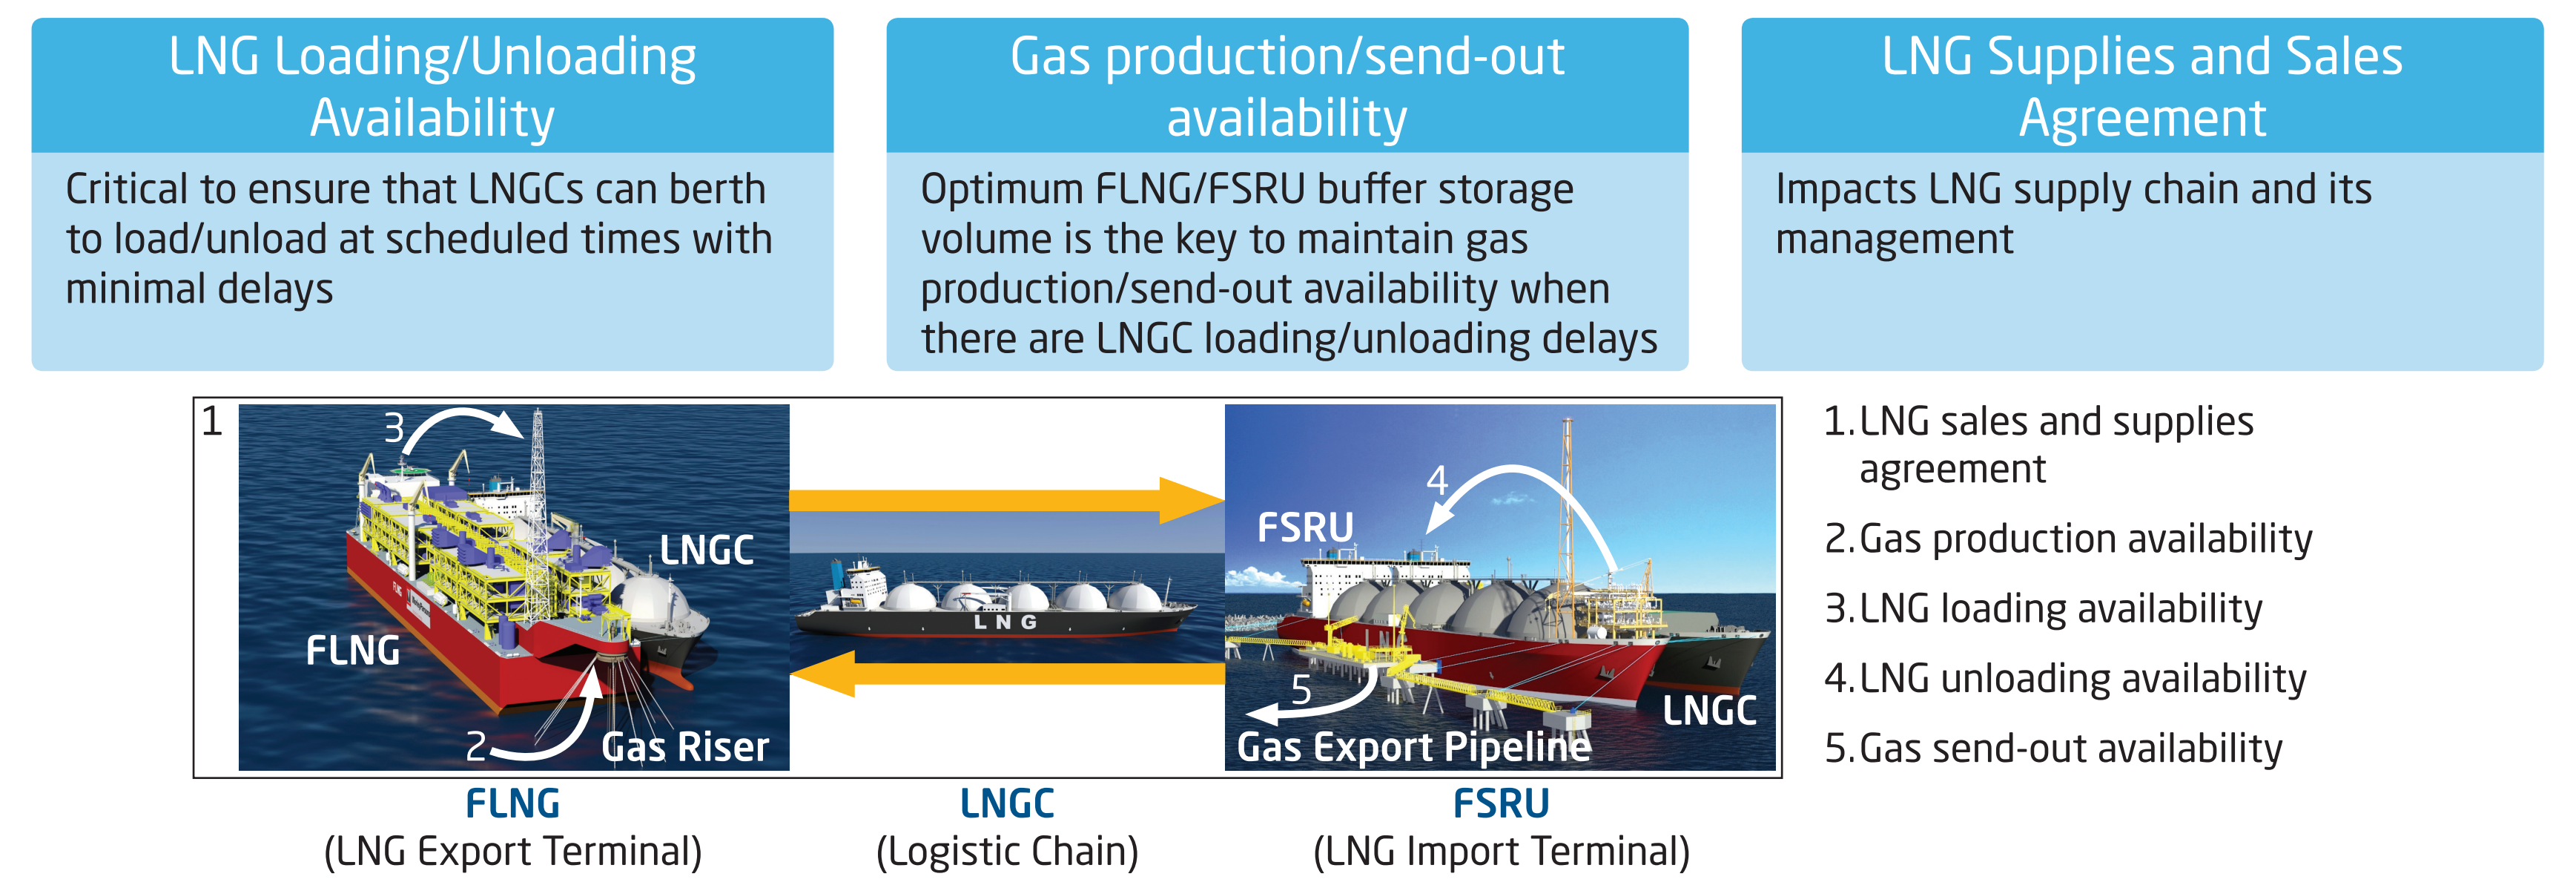 LNG Loading/Unloading
Availability
Critical to ensure that LNGCs can berth
to load/unload at scheduled times with
minimal delays
Gas production/send-out
availability
Optimum FLNG/FSRU buffer storage
volume is the key to maintain gas
production/send-out availability when
there are LNGC loading/unloading delays
LNG Supplies and Sales
Agreement
Impacts LNG supply chain and its
management
1
3
LNGC
FLNG
FLNG
2
Gas Riser
LNG
4
FSRU
5
LNGC
Gas Export Pipeline
FLNG
(LNG Export Terminal)
LNGC
(Logistic Chain)
FSRU
(LNG Import Terminal)
1. LNG sales and supplies
agreement
2. Gas production availability
3. LNG loading availability
4. LNG unloading availability
5. Gas send-out availability